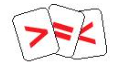 > = <